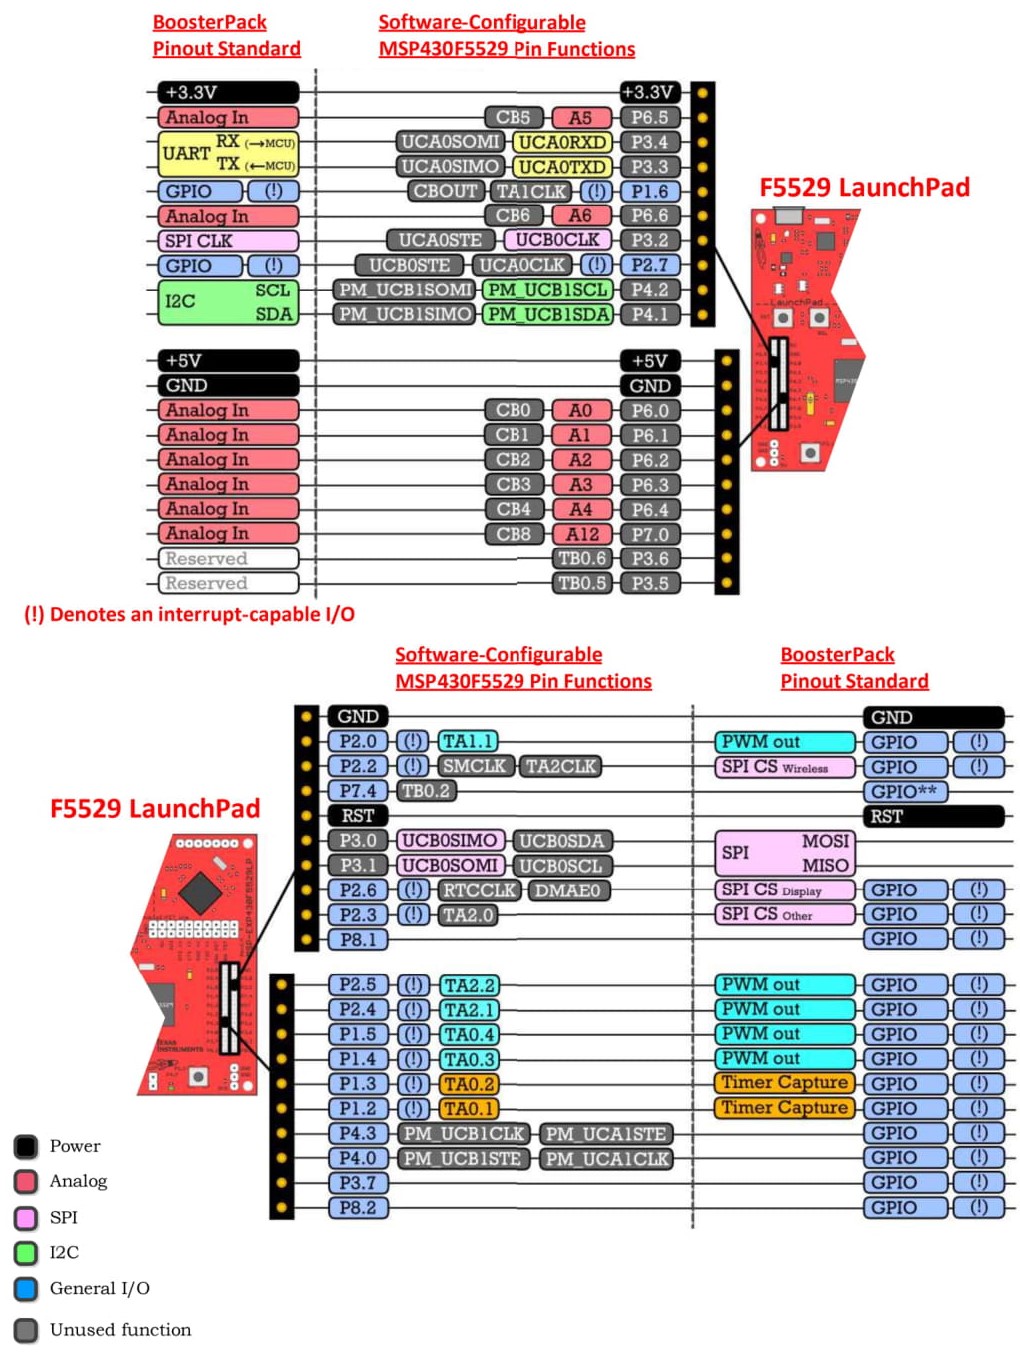 BoosterPack
Pinout Standard
Software-Configurable
MSP430F5529 Pin Functions
+3.3V +3.3V
Analog In CB5 A5 P6.5
UART RX (→MCU) UCA0SOMI UCA0RXD P3.4
TX (←MCU) UCA0SIMO UCA0TXD P3.3
GPIO (!) CBOUT TA1CLK (!) P1.6
Analog In CB6 A6 P6.6
SPI CLK UCA0STE UCB0CLK P3.2
GPIO (!) UCB0STE UCA0CLK (!) P2.7
I2C SCL PM_UCB1SOMI PM_UCB1SCL P4.2
SDA PM_UCB1SIMO PM_UCB1SDA P4.1
F5529 LaunchPad
LaunchPad
+5V +5V
GND GND
Analog In CB0 A0 P6.0
Analog In CB1 A1 P6.1
Analog In CB2 A2 P6.2
Analog In CB3 A3 P6.3
Analog In CB4 A4 P6.4
Analog In CB8 A12 P7.0
Reserved TB0.6 P3.6
Reserved TB0.5 P3.5
(!) Denotes an interrupt-capable I/O
Software-Configurable
MSP430F5529 Pin Functions
BoosterPack
Pinout Standard
GND GND
P2.0 (!) TA1.1 PWM out GPIO (!)
P2.2 (!) SMCLK TA2CLK SPI CS Wireless GPIO (!)
P7.4 TB0.2 GPIO**
RST RST
P3.0 UCB0SIMO UCB0SDA SPI MOSI
P3.1 UCB0SOMI UCB0SCL MISO
P2.6 (!) RTCCLK DMAE0 SPI CS Display GPIO (!)
P2.3 (!) TA2.0 SPI CS Other GPIO (!)
P8.1 GPIO (!)
F5529 LaunchPad
MSP-EXP430F5529LP
TEXAS
INSTRUMENTS
P2.5 (!) TA2.2 PWM out GPIO (!)
P2.4 (!) TA2.1 PWM out GPIO (!)
P1.5 (!) TA0.4 PWM out GPIO (!)
P1.4 (!) TA0.3 PWM out GPIO (!)
P1.3 (!) TA0.2 Timer Capture GPIO (!)
P1.2 (!) TA0.1 Timer Capture GPIO (!)
P4.3 PM_UCB1CLK PM_UCA1STE GPIO (!)
P4.0 PM_UCB1STE PM_UCA1CLK GPIO (!)
P3.7 GPIO (!)
P8.2 GPIO (!)
Power
Analog
SPI
I2C
General I/O
Unused function